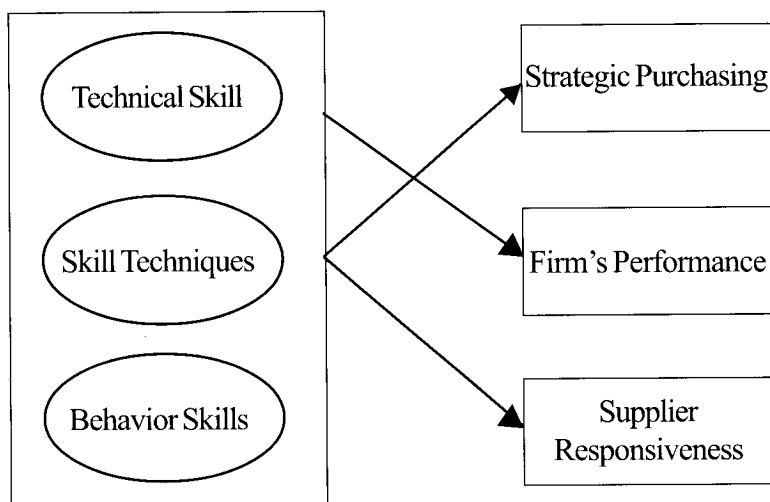 Technical Skill
Skill Techniques
Behavior Skills
Strategic Purchasing
Firm's Performance
Supplier
Responsiveness